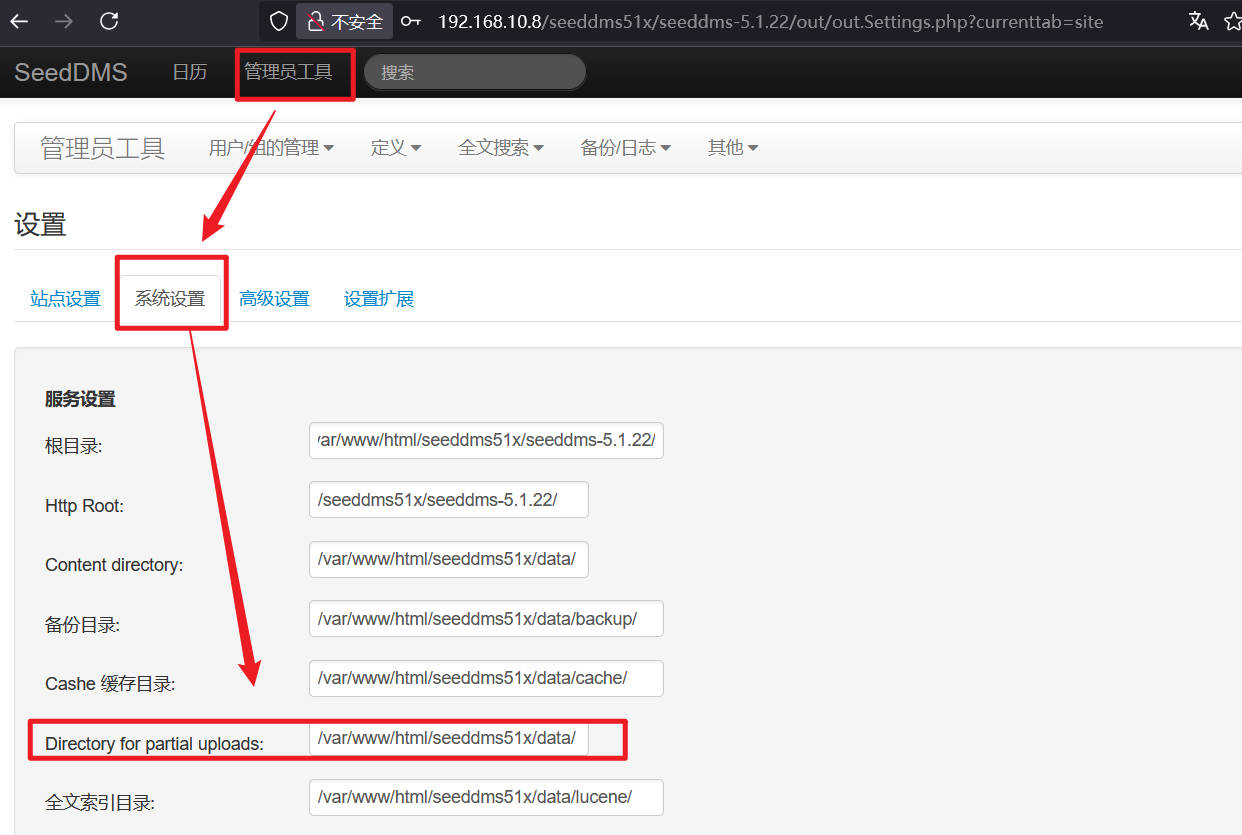 不安全 192.168.10.8/seeddms51x/seeddms-5.1.22/out/out.Settings.php?currenttab=site
SeedDMS 日历 管理员工具 搜索
管理员工具 用户/组的管理 定义 全文搜索 备份/日志 其他
设置
站点设置 系统设置 高级设置 设置扩展
服务设置
根目录: var/www/html/seeddms51x/seeddms-5.1.22/
Http Root: /seeddms51x/seeddms-5.1.22/
Content directory: /var/www/html/seeddms51x/data/
备份目录: /var/www/html/seeddms51x/data/backup/
Cashe 缓存目录: /var/www/html/seeddms51x/data/cache/
Directory for partial uploads: /var/www/html/seeddms51x/data/
全文索引目录: /var/www/html/seeddms51x/data/lucene/